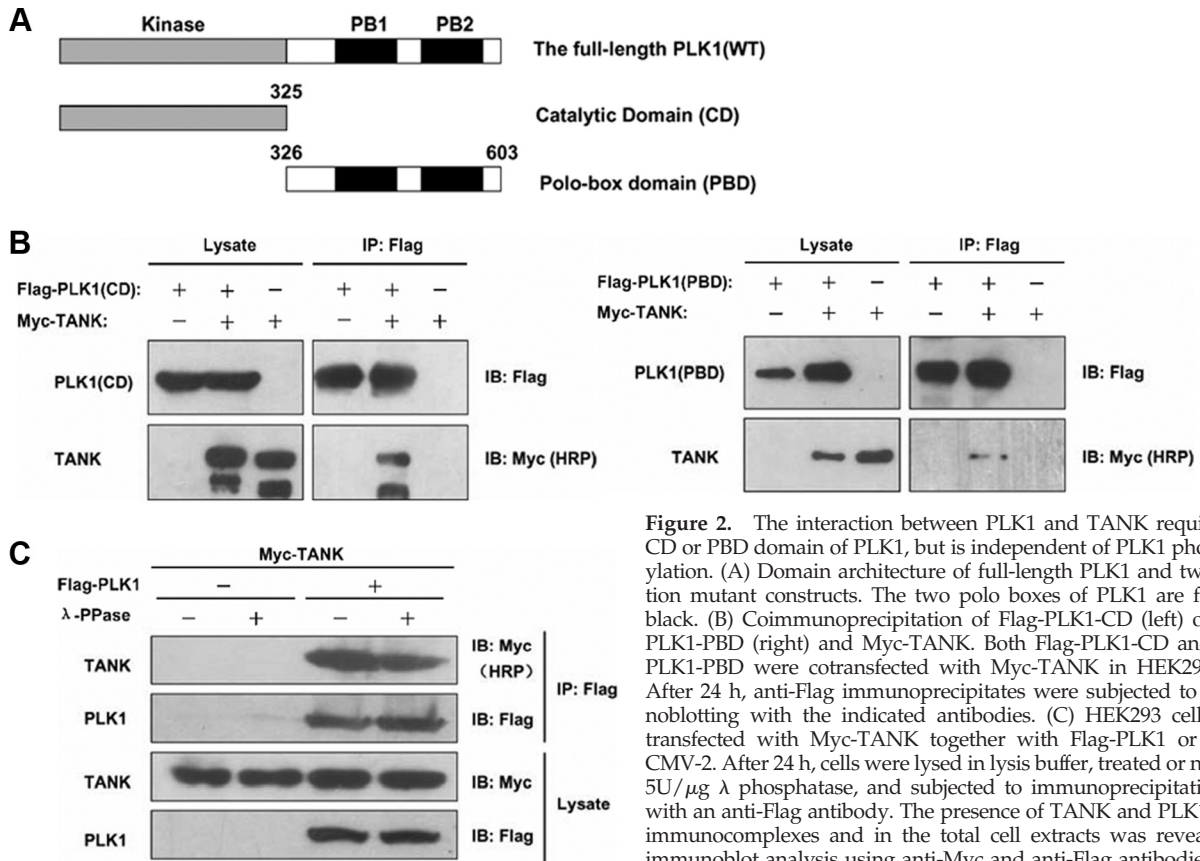 A
Kinase PB1 PB2
The full-length PLK1(WT)
325
Catalytic Domain (CD)
326 603
Polo-box domain (PBD)
B
Lysate IP: Flag
Flag-PLK1(CD): + + − + + −
Myc-TANK: − + + − + +
PLK1(CD) IB: Flag
TANK IB: Myc (HRP)
Lysate IP: Flag
Flag-PLK1(PBD): + + − + + −
Myc-TANK: − + + − + +
PLK1(PBD) IB: Flag
TANK IB: Myc (HRP)
C
Myc-TANK
Flag-PLK1 − +
λ-PPase − + − +
TANK IB: Myc (HRP)
PLK1 IB: Flag
IP: Flag
TANK IB: Myc
PLK1 IB: Flag
Lysate
Figure 2. The interaction between PLK1 and TANK requi
CD or PBD domain of PLK1, but is independent of PLK1 pho
ylation. (A) Domain architecture of full-length PLK1 and tw
tion mutant constructs. The two polo boxes of PLK1 are f
black. (B) Coimmunoprecipitation of Flag-PLK1-CD (left) o
PLK1-PBD (right) and Myc-TANK. Both Flag-PLK1-CD an
PLK1-PBD were cotransfected with Myc-TANK in HEK29
After 24 h, anti-Flag immunoprecipitates were subjected to
noblotting with the indicated antibodies. (C) HEK293 cell
transfected with Myc-TANK together with Flag-PLK1 or
CMV-2. After 24 h, cells were lysed in lysis buffer, treated or n
5U/μg λ phosphatase, and subjected to immunoprecipitati
with an anti-Flag antibody. The presence of TANK and PLK
immunocomplexes and in the total cell extracts was revea
immunoblot analysis using anti-Myc and anti-Flag antibodie